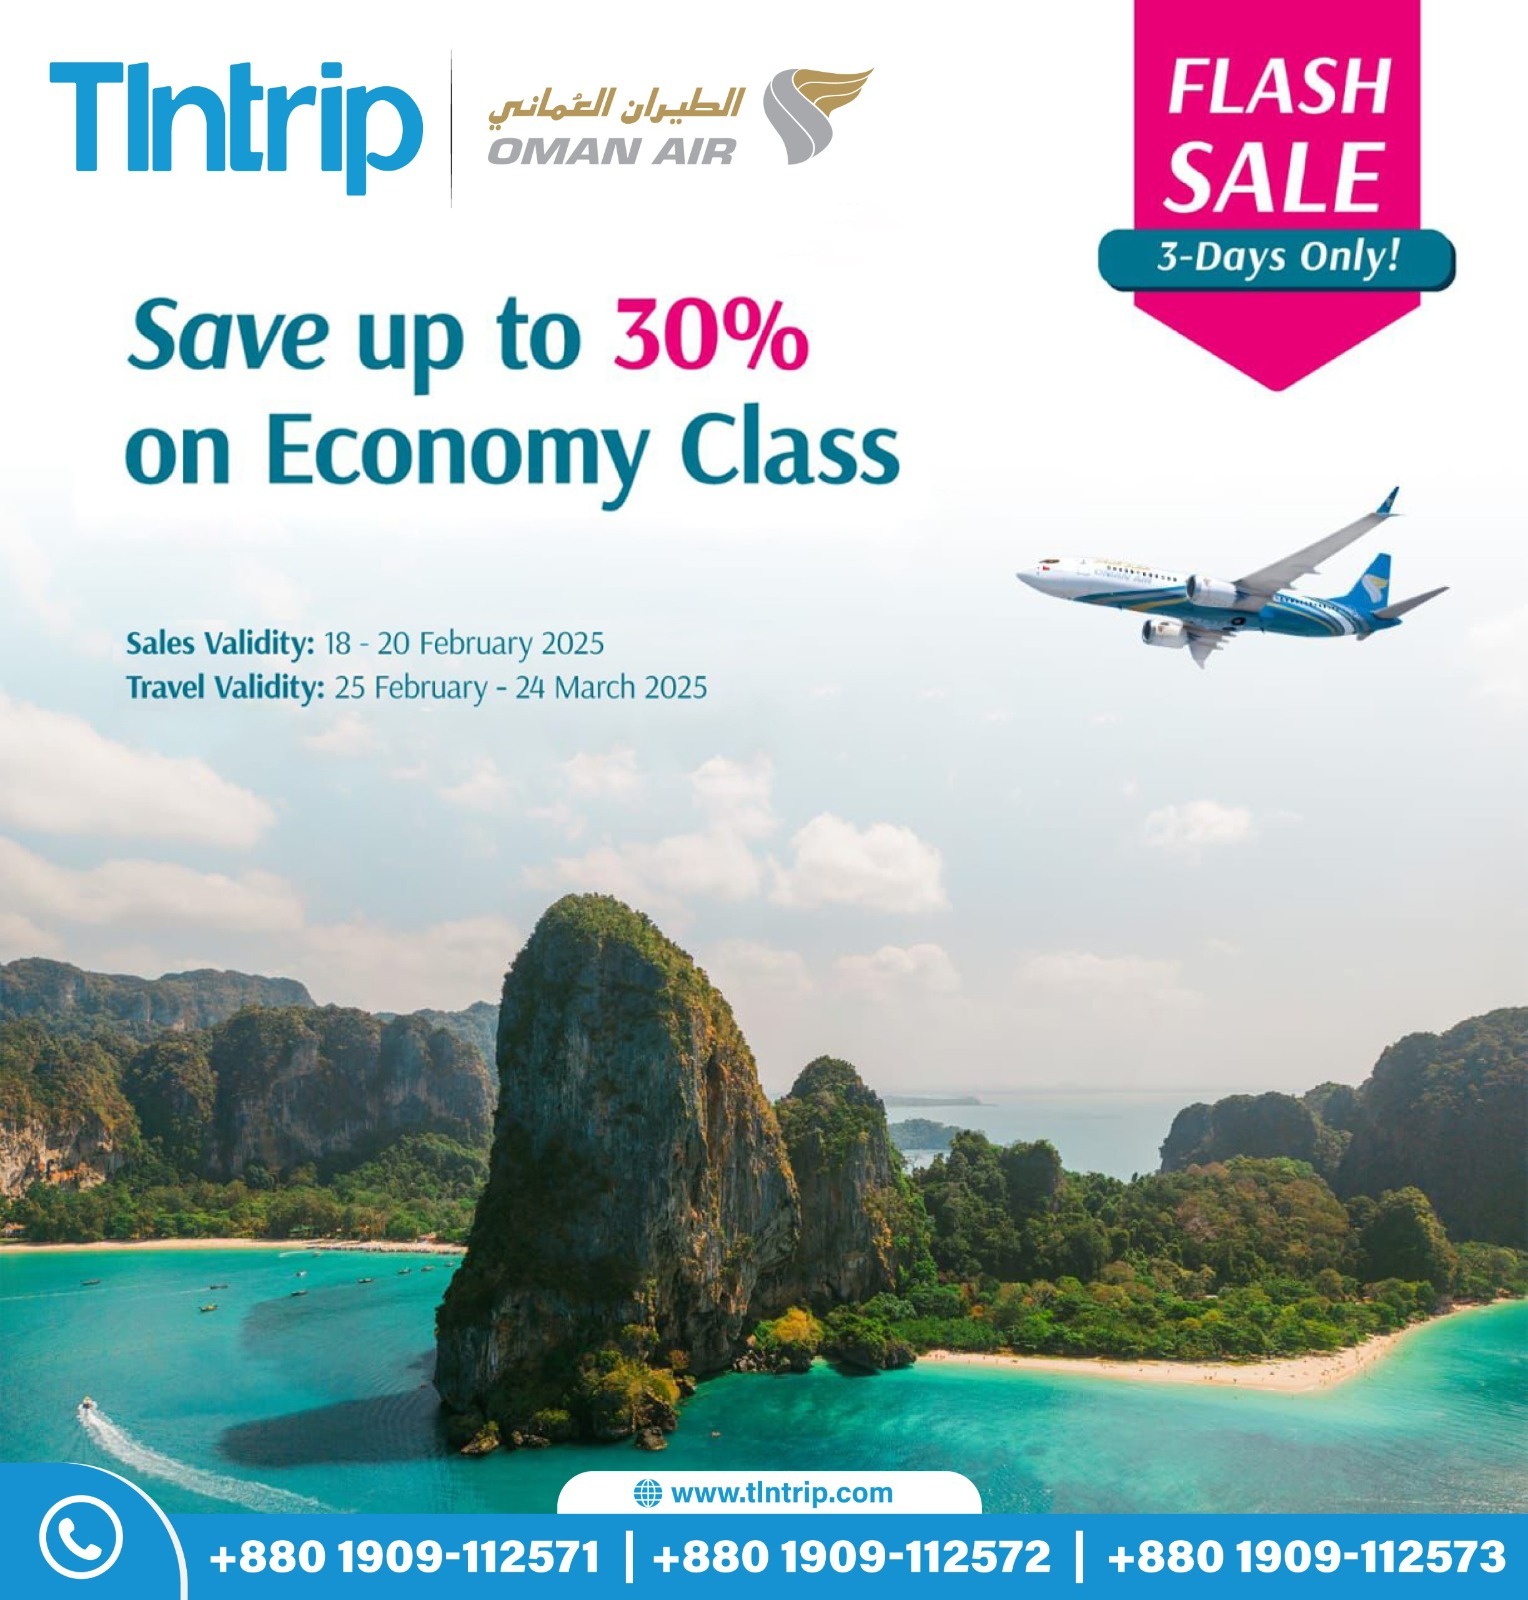 Tlntrip
الطيران العُماني
OMAN AIR
FLASH
SALE
3-Days Only!
Save up to 30%
on Economy Class
OMAN AIR
Sales Validity: 18 - 20 February 2025
Travel Validity: 25 February - 24 March 2025
www.tlntrip.com
+880 1909-112571 | +880 1909-112572 | +880 1909-112573